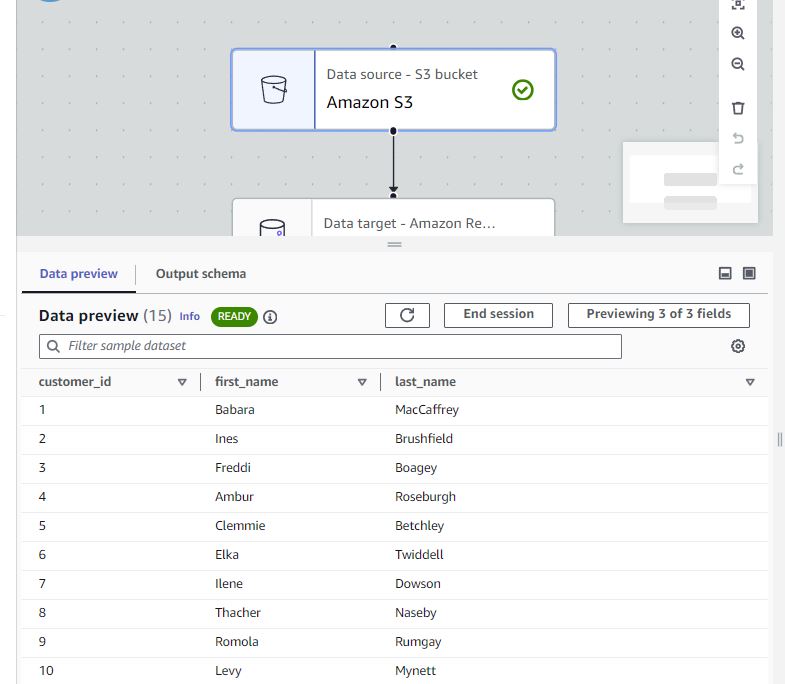 Data source - S3 bucket
Amazon S3
Data target - Amazon Re...
Data preview
Output schema
Data preview (15) Info READY End session Previewing 3 of 3 fields
Filter sample dataset
customer_id first_name last_name
1 Babara MacCaffrey
2 Ines Brushfield
3 Freddi Boagey
4 Ambur Roseburgh
5 Clemmie Betchley
6 Elka Twiddell
7 Ilene Dowson
8 Thacher Naseby
9 Romola Rumgay
10 Levy Mynett